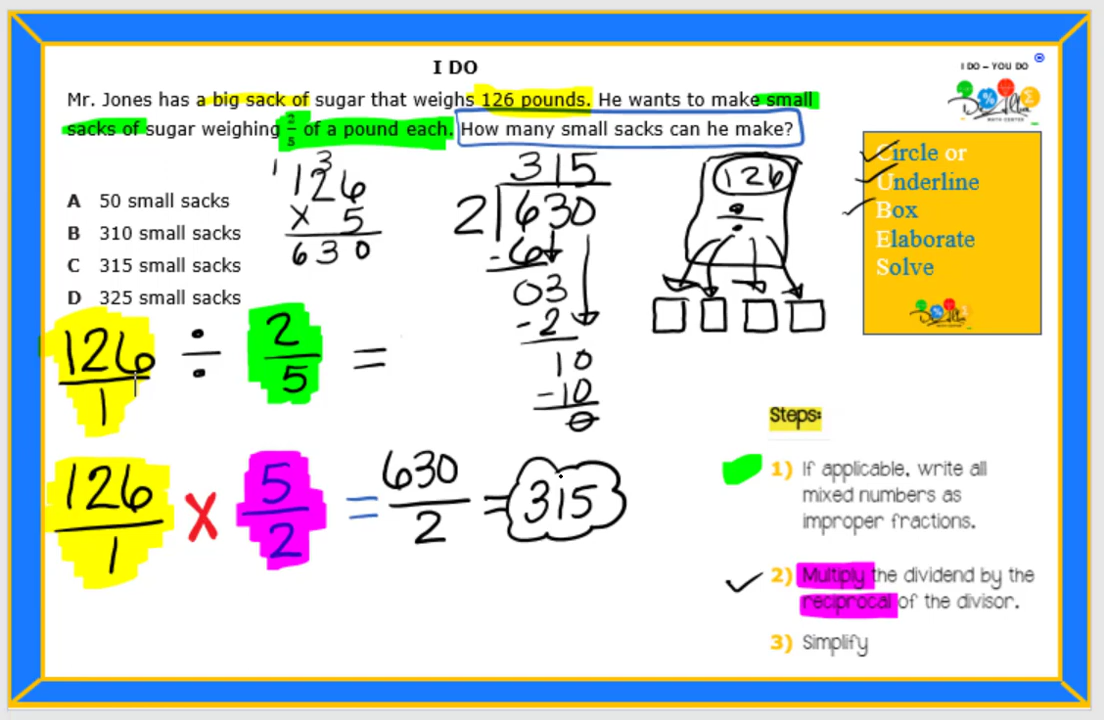 I DO
I DO – YOU DO
Mr. Jones has a big sack of sugar that weighs 126 pounds. He wants to make small
sacks of sugar weighing 2/5 of a pound each. How many small sacks can he make?
A 50 small sacks
B 310 small sacks
C 315 small sacks
D 325 small sacks
1 3
126
× 5
630
315
2 630
-6
03
-2
10
-10
0
126
÷
Circle or
Underline
Box
Elaborate
Solve
126/1 ÷ 2/5 =
126/1 × 5/2 = 630/2 = 315
Steps:
1) If applicable, write all
mixed numbers as
improper fractions.
2) Multiply the dividend by the
reciprocal of the divisor.
3) Simplify